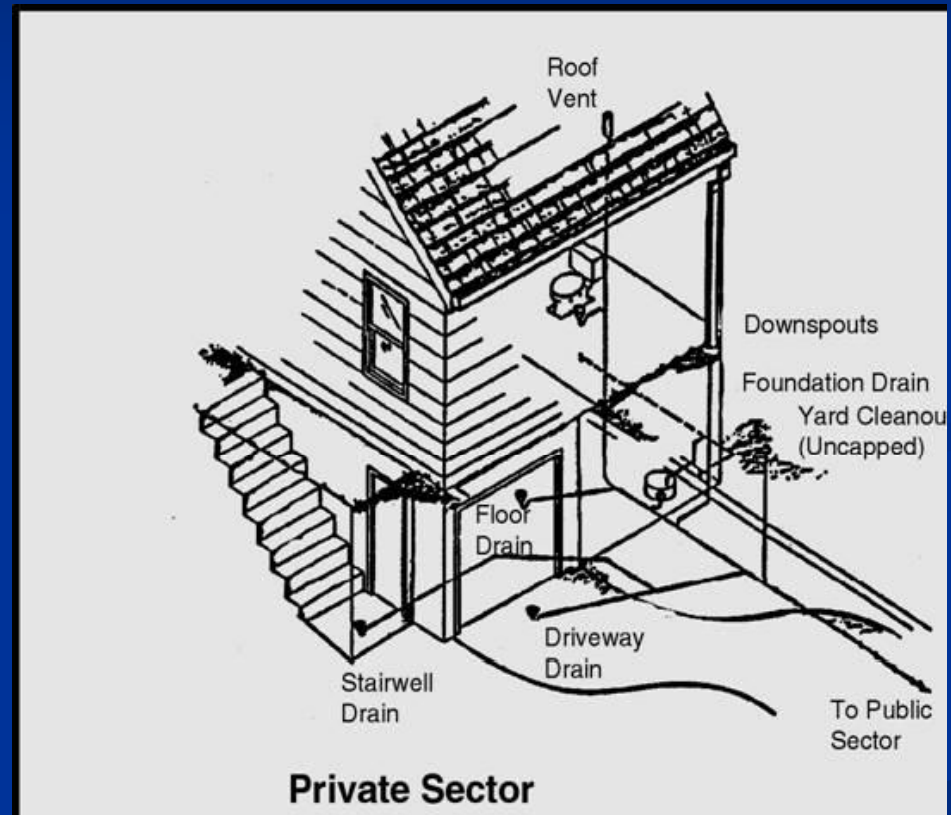 Roof
Vent
Downspouts
Foundation Drain
Yard Cleanou
(Uncapped)
Floor
Drain
Driveway
Drain
Stairwell
Drain
To Public
Sector
Private Sector